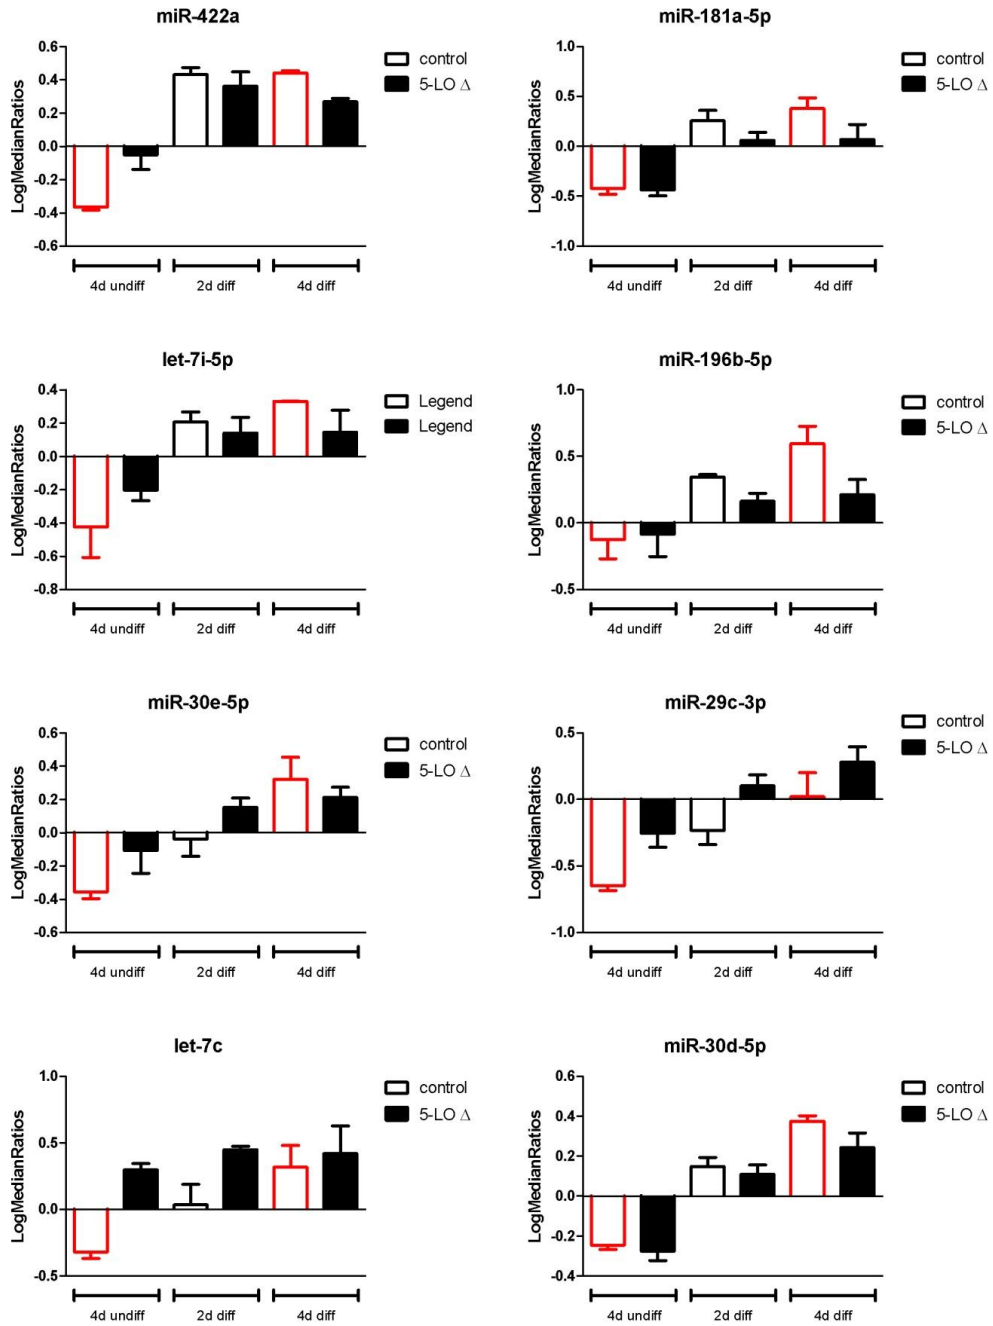 miR-422a
0.6
0.4
0.2
0.0
-0.2
-0.4
-0.6
LogMedianRatios
control
5-LO Δ
4d undiff 2d diff 4d diff
miR-181a-5p
1.0
0.5
0.0
-0.5
-1.0
LogMedianRatios
control
5-LO Δ
4d undiff 2d diff 4d diff
let-7i-5p
0.4
0.2
0.0
-0.2
-0.4
-0.6
-0.8
LogMedianRatios
Legend
Legend
4d undiff 2d diff 4d diff
miR-196b-5p
1.0
0.5
0.0
-0.5
LogMedianRatios
control
5-LO Δ
4d undiff 2d diff 4d diff
miR-30e-5p
0.6
0.4
0.2
0.0
-0.2
-0.4
-0.6
LogMedianRatios
control
5-LO Δ
4d undiff 2d diff 4d diff
miR-29c-3p
0.5
0.0
-0.5
-1.0
LogMedianRatios
control
5-LO Δ
4d undiff 2d diff 4d diff
let-7c
1.0
0.5
0.0
-0.5
LogMedianRatios
control
5-LO Δ
4d undiff 2d diff 4d diff
miR-30d-5p
0.6
0.4
0.2
0.0
-0.2
-0.4
LogMedianRatios
control
5-LO Δ
4d undiff 2d diff 4d diff